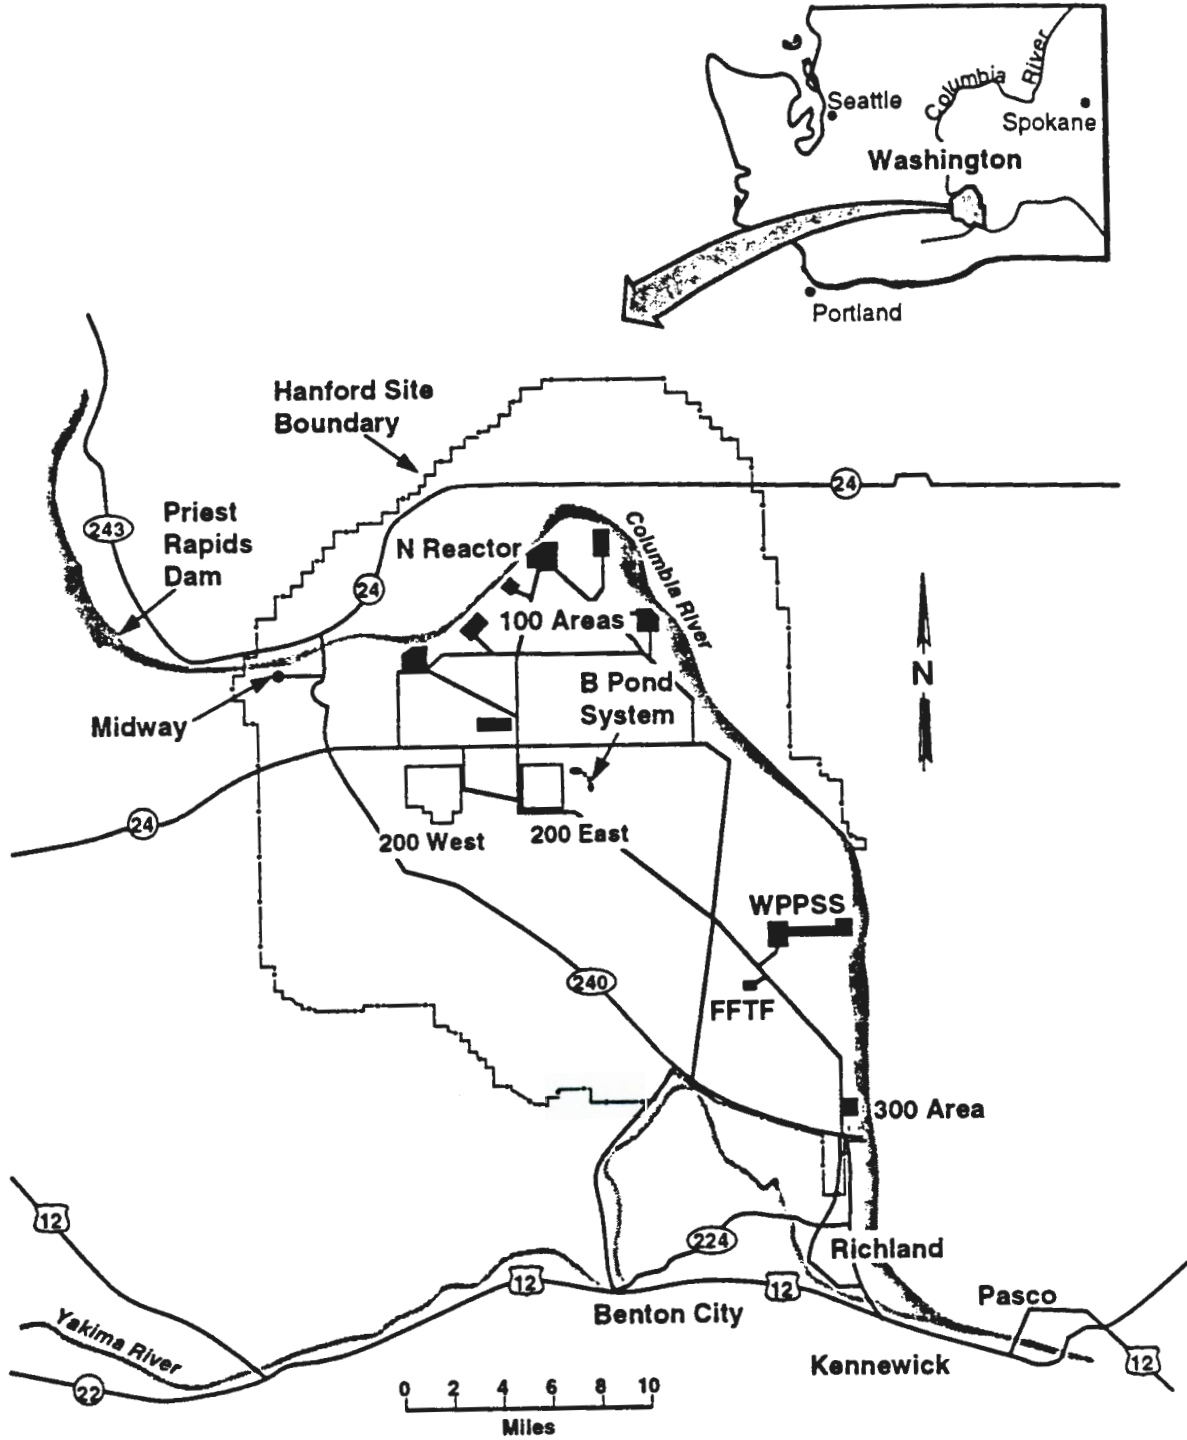 Columbia
River
Seattle
Spokane
Washington
Portland
Hanford Site
Boundary
24
243
Priest
Rapids
Dam
N Reactor
Columbia River
24
100 Areas
N
B Pond
System
Midway
24
200 West
200 East
WPPSS
240
FFTF
300 Area
12
224
Richland
12
12
Benton City
Pasco
Yakima River
Kennewick
12
22
0 2 4 6 8 10
Miles